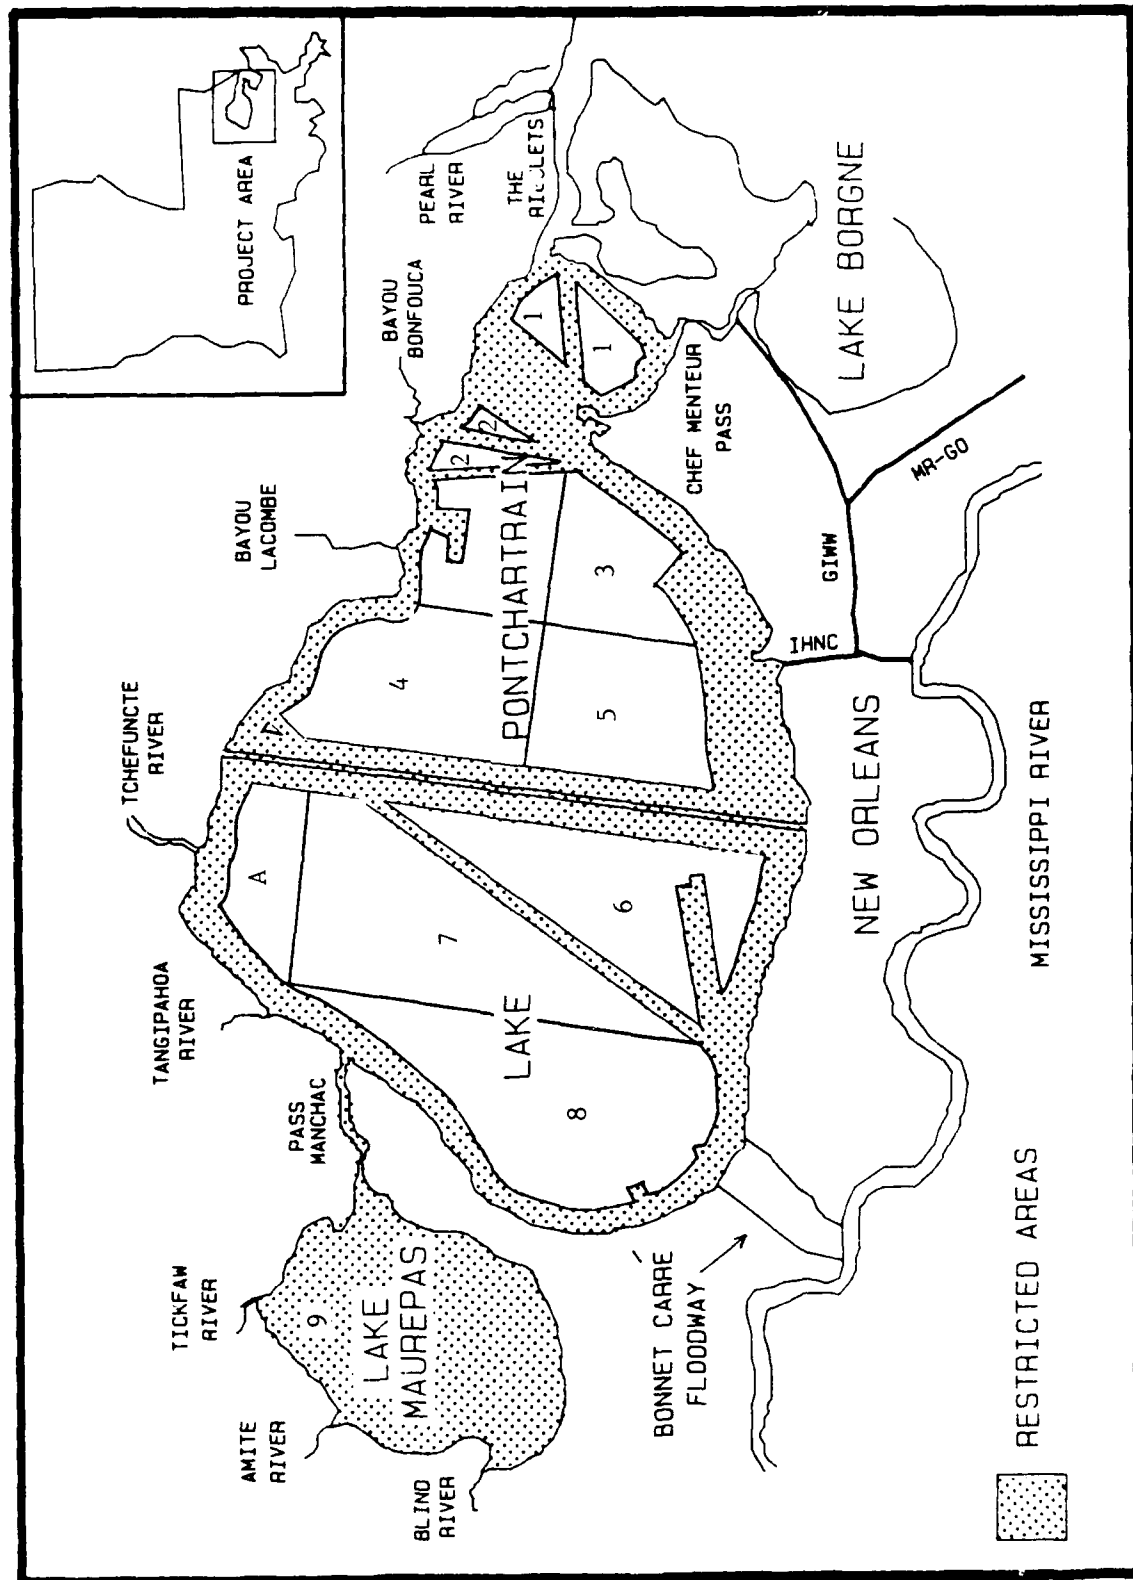 PROJECT AREA
TCHEFUNCTE
RIVER
BAYOU
LACOMBE
BAYOU
BONFOUCA
PEARL
RIVER
THE
TANGIPAHOA
RIVER
PASS
MANCHAC
TICKFAW
RIVER
AMITE
RIVER
BLIND
RIVER
9
LAKE
MAUREPAS
A
7
4
2
2
1
1
LAKE PONTCHARTRAIN
8
6
5
3
CHEF MENTEUR
PASS
LAKE BORGNE
BONNET CARRÉ
FLOODWAY
NEW ORLEANS
IHNC
GIWW
MR-GO
MISSISSIPPI RIVER
RESTRICTED AREAS